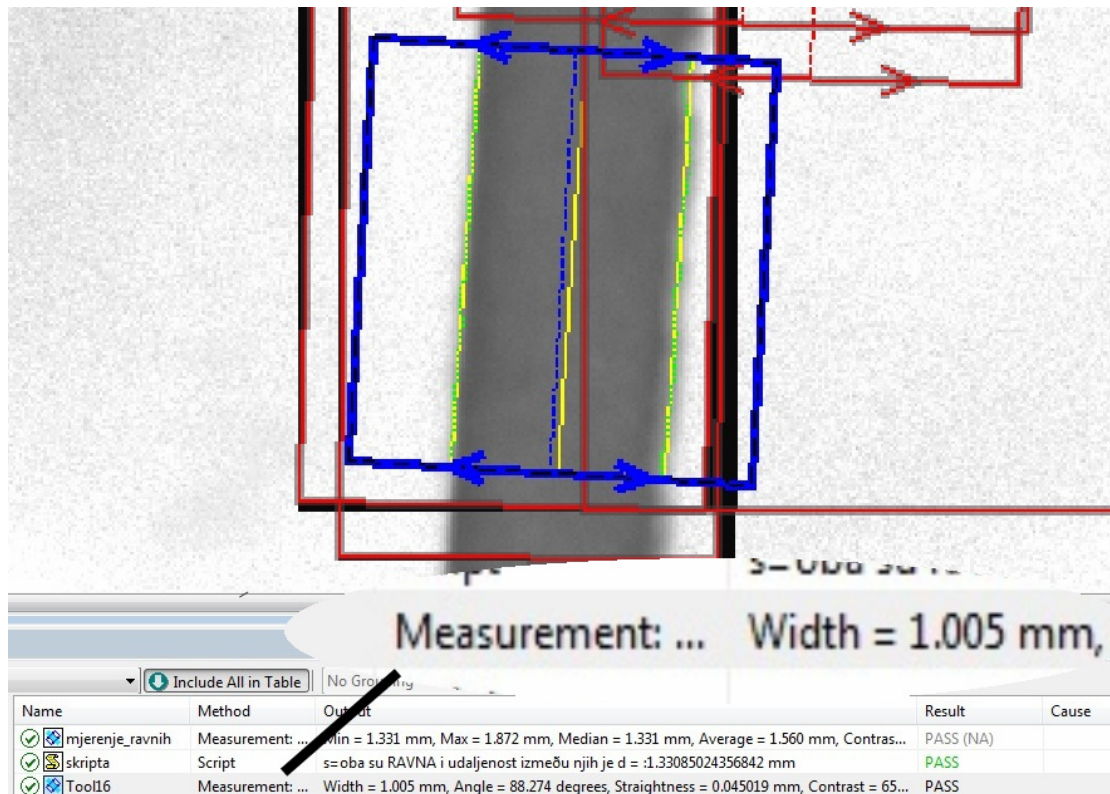 Measurement: ... Width = 1.005 mm,
Include All in Table
Name Method Output Result Cause
mjerenje_ravnih Measurement: ... Min = 1.331 mm, Max = 1.872 mm, Median = 1.331 mm, Average = 1.560 mm, Contras... PASS (NA)
skripta Script s=oba su RAVNA i udaljenost između njih je d = :1.33085024356842 mm PASS
Tool16 Measurement: ... Width = 1.005 mm, Angle = 88.274 degrees, Straightness = 0.045019 mm, Contrast = 65... PASS